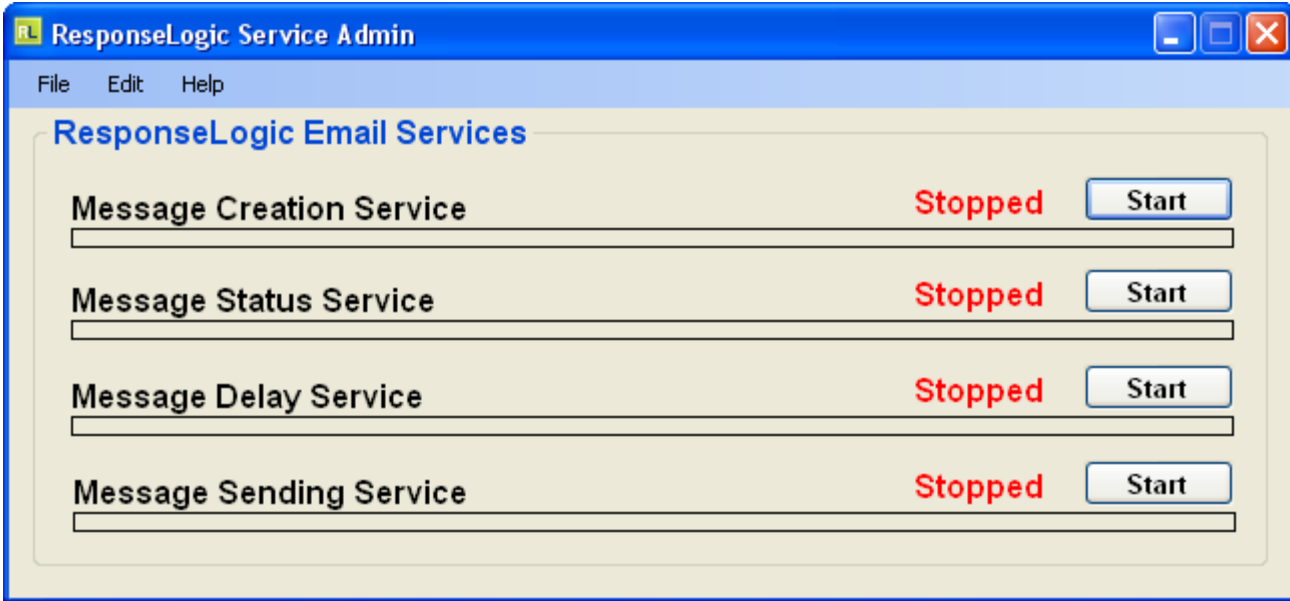 RL ResponseLogic Service Admin
File Edit Help
ResponseLogic Email Services
Message Creation Service Stopped Start
Message Status Service Stopped Start
Message Delay Service Stopped Start
Message Sending Service Stopped Start